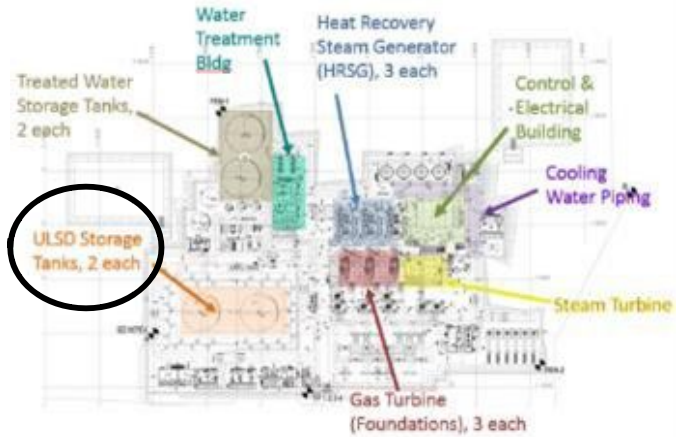 Water
Treatment
Bldg
Heat Recovery
Steam Generator
(HRSG), 3 each
Treated Water
Storage Tanks,
2 each
Control &
Electrical
Building
Cooling
Water Piping
ULSD Storage
Tanks, 2 each
Steam Turbine
Gas Turbine
(Foundations), 3 each